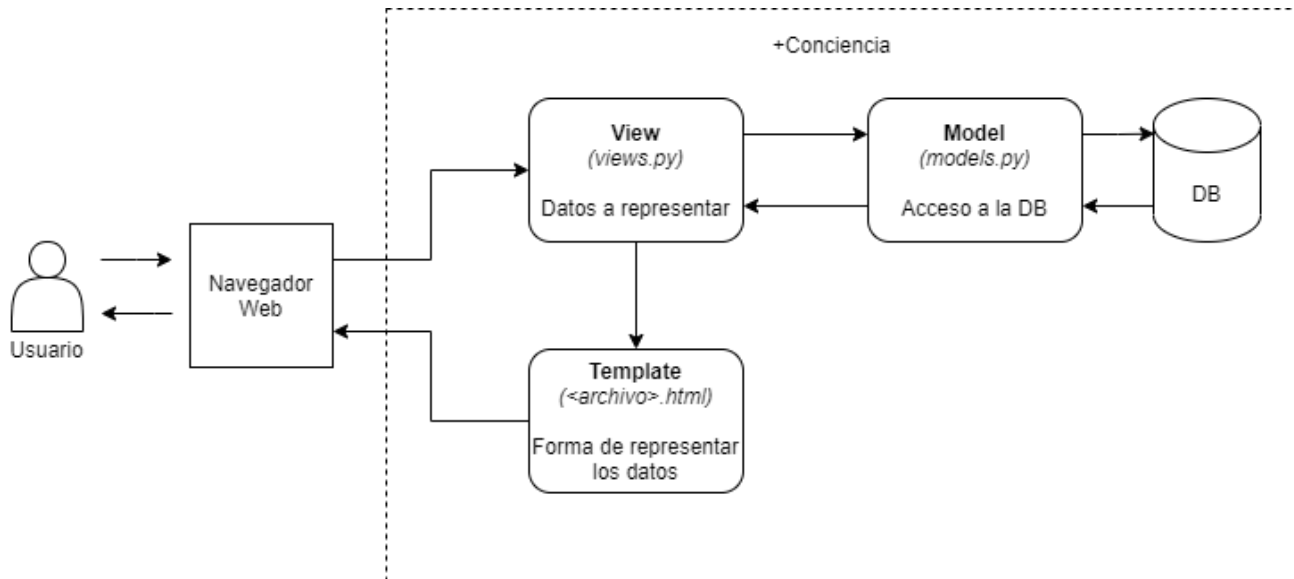 +Conciencia
View
(views.py)
Datos a representar
Model
(models.py)
Acceso a la DB
DB
Navegador
Web
Usuario
Template
(<archivo>.html)
Forma de representar
los datos